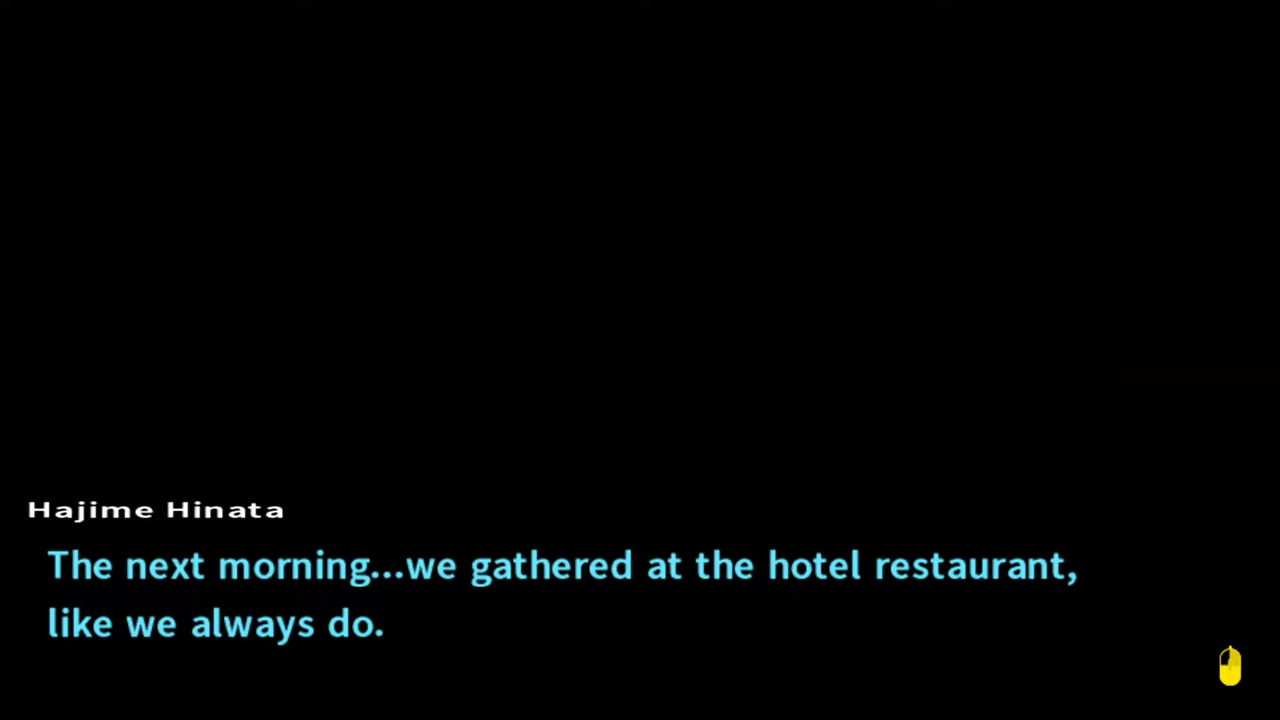 Hajime Hinata
The next morning...we gathered at the hotel restaurant,
like we always do.